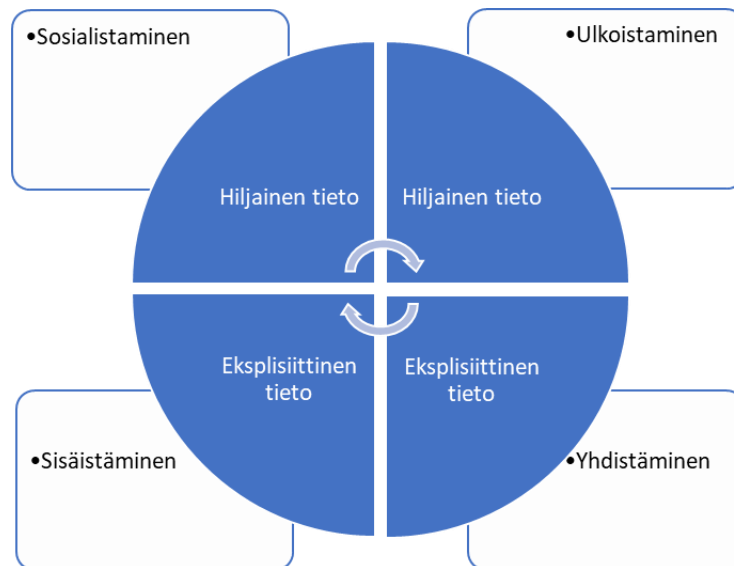 •Sosialistaminen
•Ulkoistaminen
Hiljainen tieto
Hiljainen tieto
Eksplisiittinen
tieto
Eksplisiittinen
tieto
•Sisäistäminen
•Yhdistäminen